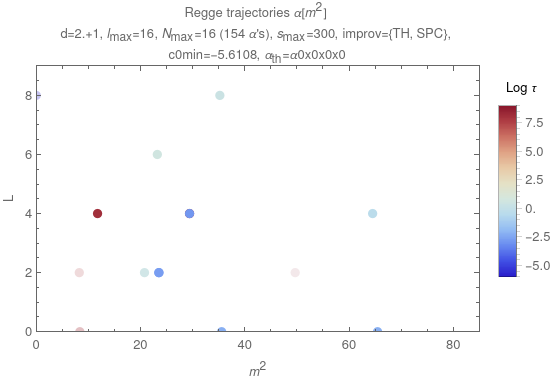 Regge trajectories α[m²]
d=2.+1, l_max=16, N_max=16 (154 α's), s_max=300, improv={TH, SPC},
c0min=-5.6108, α_th=α0x0x0x0
Log τ
8
7.5
6
5.0
L
4
2.5
0.
2
-2.5
-5.0
0
0
20
40
60
80
m²